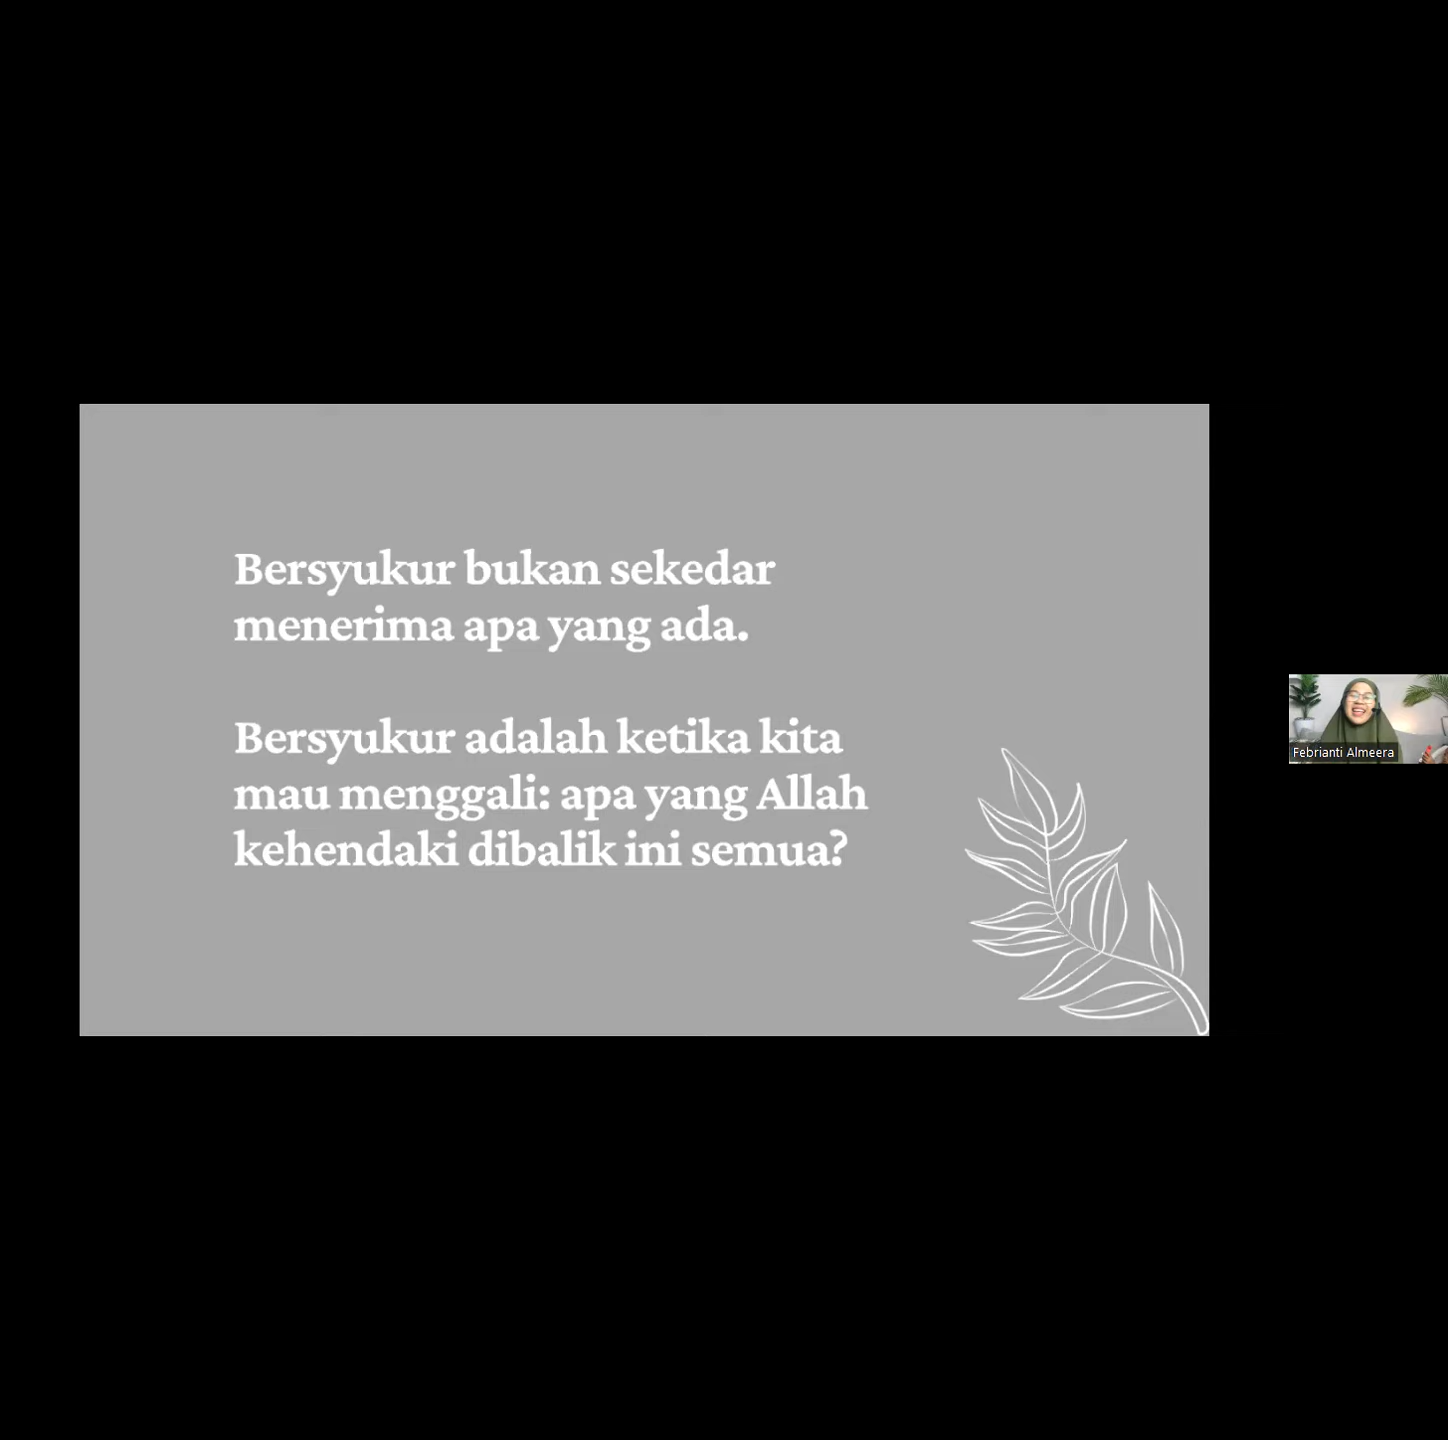 Bersyukur bukan sekedar
menerima apa yang ada.
Bersyukur adalah ketika kita
mau menggali: apa yang Allah
kehendaki dibalik ini semua?
Febrianti Almeera